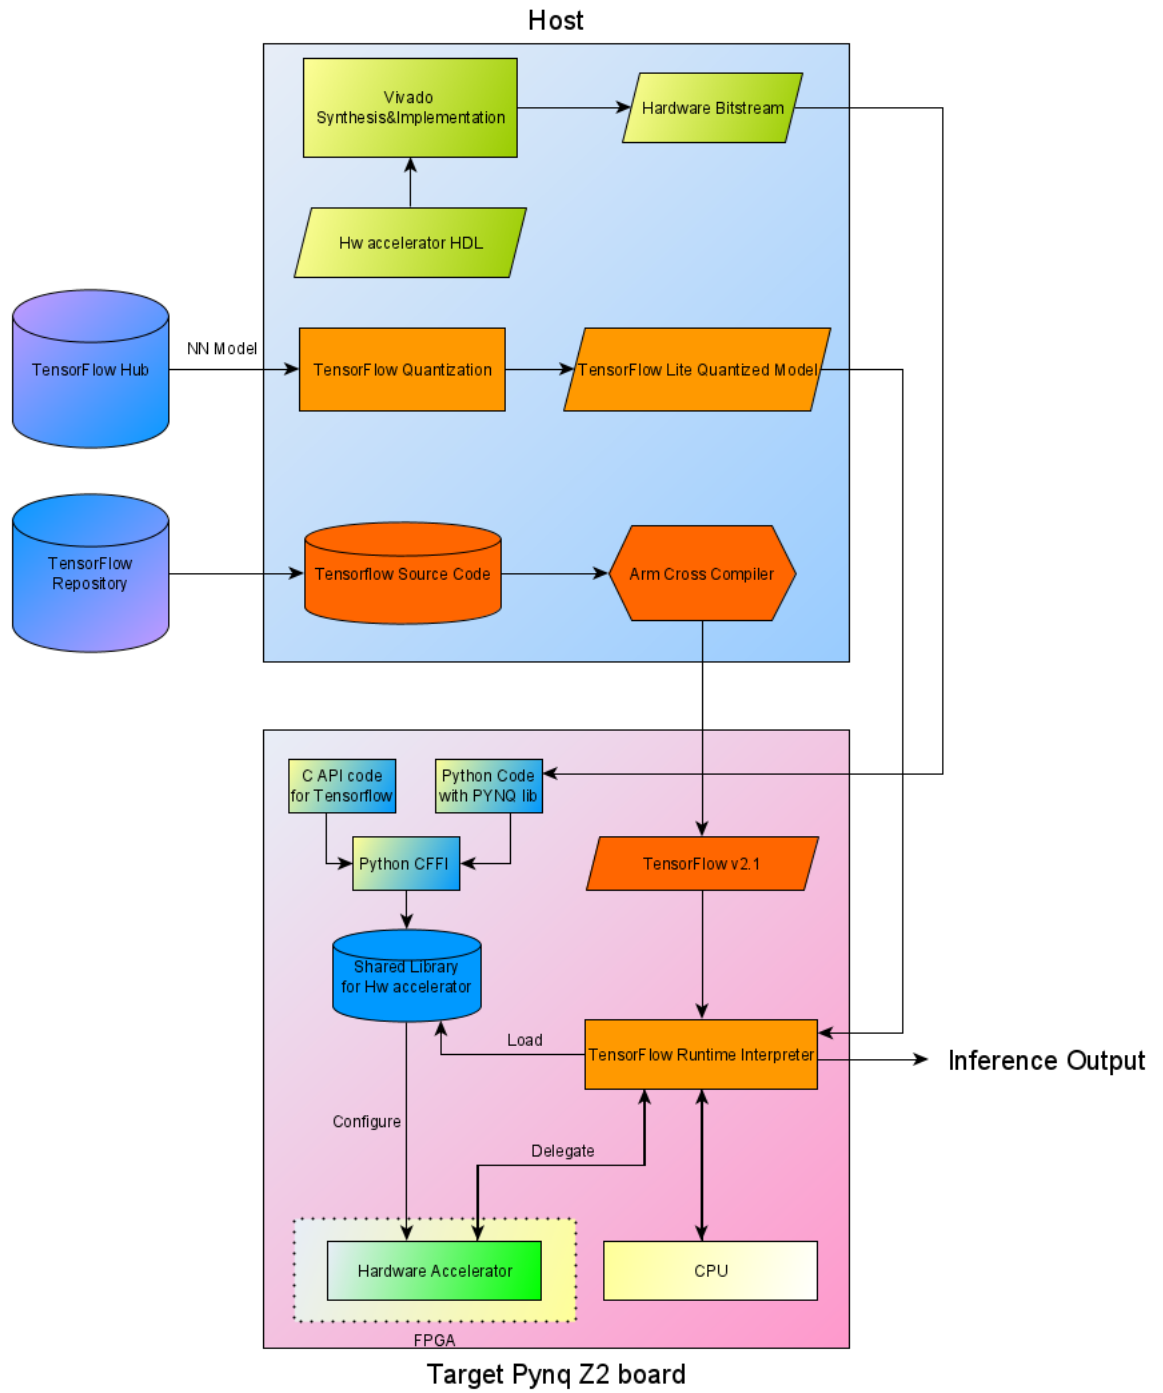 Host
Vivado
Synthesis&Implementation
Hardware Bitstream
Hw accelerator HDL
TensorFlow Hub
NN Model
TensorFlow Quantization
TensorFlow Lite Quantized Model
TensorFlow
Repository
Tensorflow Source Code
Arm Cross Compiler
C API code
for Tensorflow
Python Code
with PYNQ lib
Python CFFI
TensorFlow v2.1
Shared Library
for Hw accelerator
Load
TensorFlow Runtime Interpreter
Inference Output
Configure
Delegate
Hardware Accelerator
CPU
FPGA
Target Pynq Z2 board